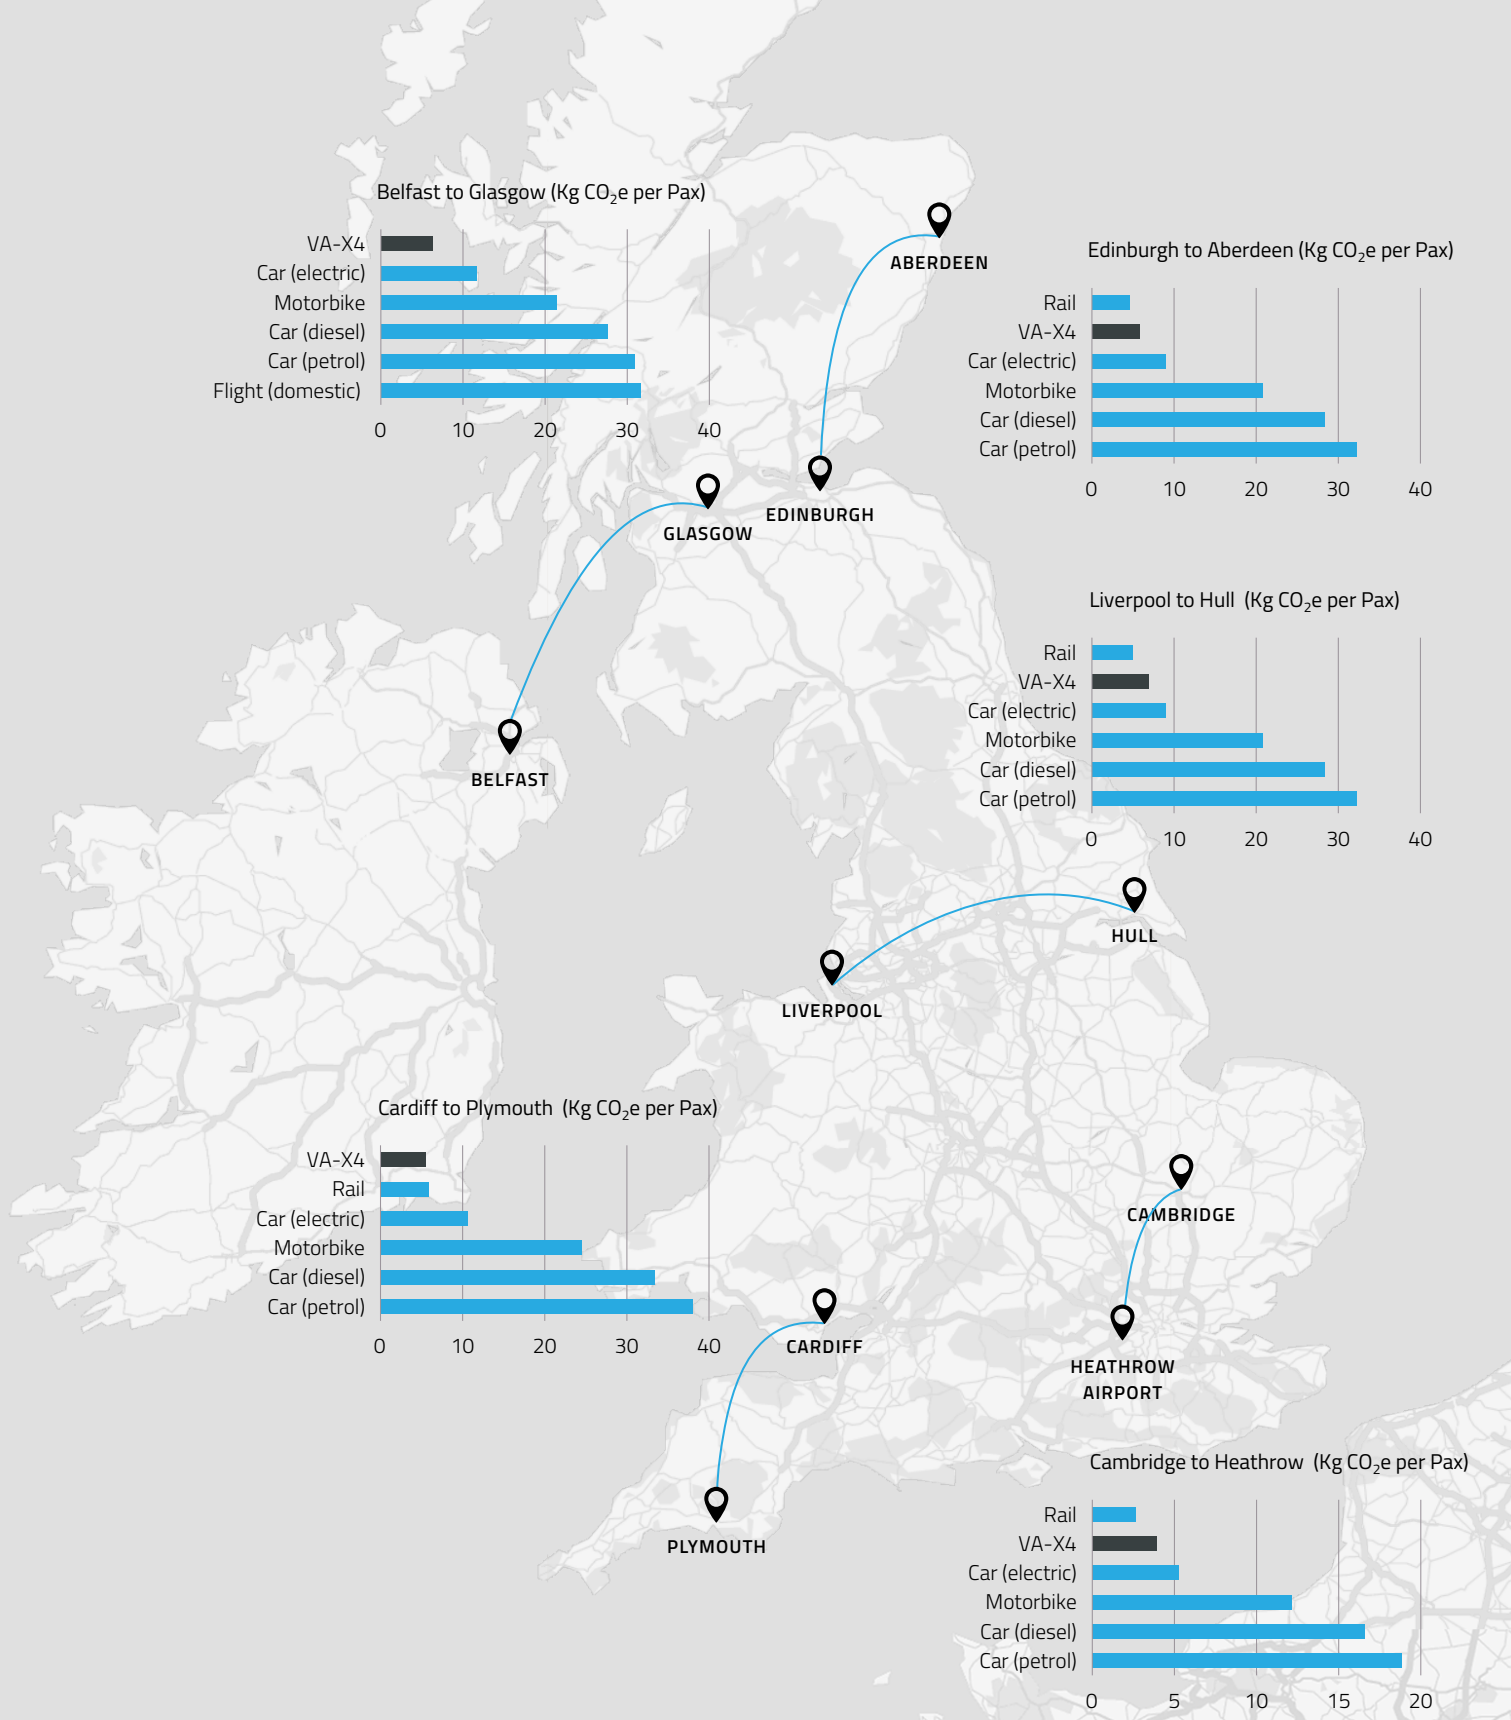 Belfast to Glasgow (Kg CO₂e per Pax)
VA-X4
Car (electric)
Motorbike
Car (diesel)
Car (petrol)
Flight (domestic)
0 10 20 30 40
ABERDEEN
Edinburgh to Aberdeen (Kg CO₂e per Pax)
Rail
VA-X4
Car (electric)
Motorbike
Car (diesel)
Car (petrol)
0 10 20 30 40
EDINBURGH
GLASGOW
Liverpool to Hull (Kg CO₂e per Pax)
Rail
VA-X4
Car (electric)
Motorbike
Car (diesel)
Car (petrol)
0 10 20 30 40
BELFAST
HULL
LIVERPOOL
Cardiff to Plymouth (Kg CO₂e per Pax)
VA-X4
Rail
Car (electric)
Motorbike
Car (diesel)
Car (petrol)
0 10 20 30 40
CAMBRIDGE
CARDIFF
HEATHROW
AIRPORT
PLYMOUTH
Cambridge to Heathrow (Kg CO₂e per Pax)
Rail
VA-X4
Car (electric)
Motorbike
Car (diesel)
Car (petrol)
0 5 10 15 20